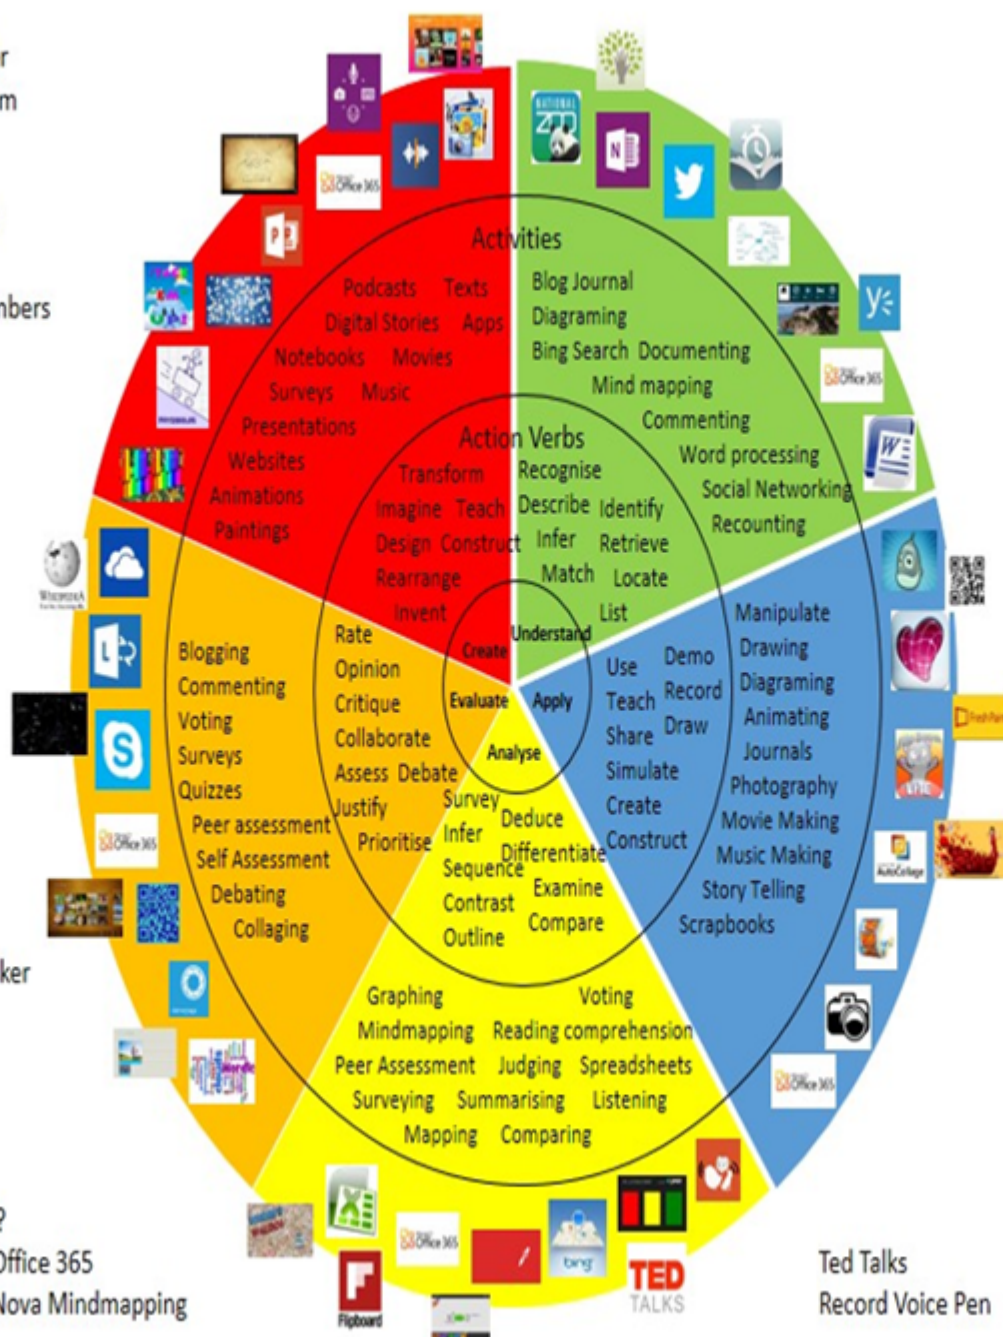 r
m
nbers
ker
?
Office 365
Nova Mindmapping
Ted Talks
Record Voice Pen
Activities
Podcasts Texts
Digital Stories Apps
Notebooks Movies
Surveys Music
Presentations
Websites
Animations
Paintings
Action Verbs
Transform
Imagine Teach
Design Construct
Rearrange
Invent
Create
Blog Journal
Diagraming
Bing Search Documenting
Mind mapping
Commenting
Word processing
Social Networking
Recounting
Recognise
Describe Identify
Infer Retrieve
Match Locate
List
Understand
Manipulate
Drawing
Diagraming
Animating
Journals
Photography
Movie Making
Music Making
Story Telling
Scrapbooks
Use Demo
Teach Record
Share Draw
Simulate
Create
Construct
Apply
Analyse
Survey Deduce
Infer Differentiate
Sequence Examine
Contrast Compare
Outline
Graphing Voting
Mindmapping Reading comprehension
Peer Assessment Judging Spreadsheets
Surveying Summarising Listening
Mapping Comparing
Evaluate
Rate
Opinion
Critique
Collaborate
Assess Debate
Justify
Prioritise
Blogging
Commenting
Voting
Surveys
Quizzes
Peer assessment
Self Assessment
Debating
Collaging
NATIONAL
ZOO
N
Office 365
P
y
Office 365
W
WIKIPEDIA
L
S
Office 365
Wordle
Fresh Paint
AutoCollage
Office 365
X
Office 365
bing
Flipboard
TED
TALKS